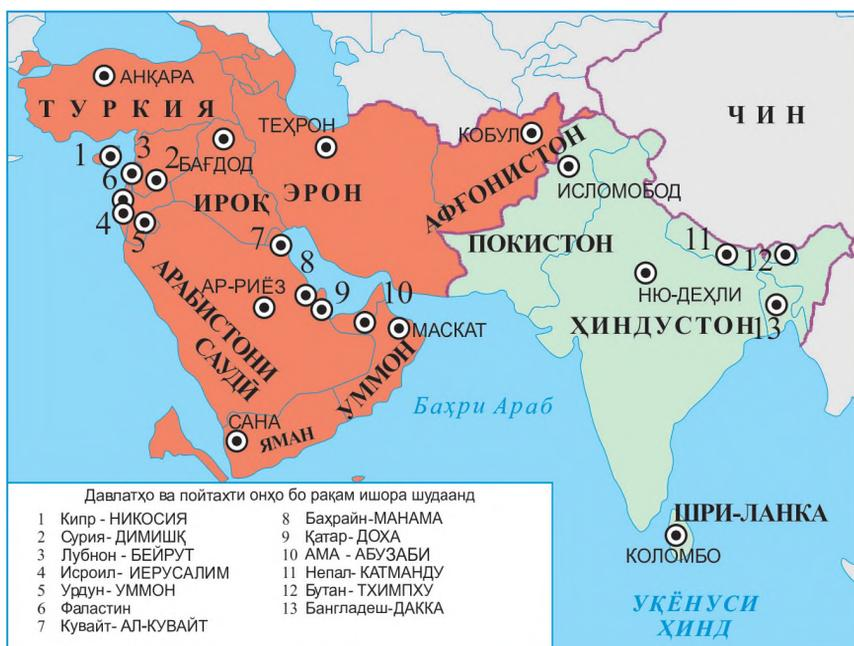 АНҚАРА
ТУРКИЯ
ЧИН
ТЕҲРОН
КОБУЛ
1
3
2
БАҒДОД
6
ЭРОН
АФҒОНИСТОН
ИСЛОМОБОД
ИРОҚ
4
5
7
ПОКИСТОН
11
12
8
АР-РИЁЗ
9
10
НЮ-ДЕҲЛИ
АРАБИСТОНИ
САУДӢ
МАСКАТ
ҲИНДУСТОН
13
УММОН
Баҳри Араб
САНА
ЯМАН
Давлатҳо ва пойтахти онҳо бо рақам ишора шудаанд
1 Кипр - НИКОСИЯ
2 Сурия- ДИМИШҚ
3 Лубнон - БЕЙРУТ
4 Исроил- ИЕРУСАЛИМ
5 Урдун - УММОН
6 Фаластин
7 Кувайт- АЛ-КУВАЙТ
8 Баҳрайн-МАНАМА
9 Қатар- ДОХА
10 АМА - АБУЗАБИ
11 Непал- КАТМАНДУ
12 Бутан - ТХИМПХУ
13 Бангладеш-ДАККА
ШРИ-ЛАНКА
КОЛОМБО
УҚЁНУСИ
ҲИНД